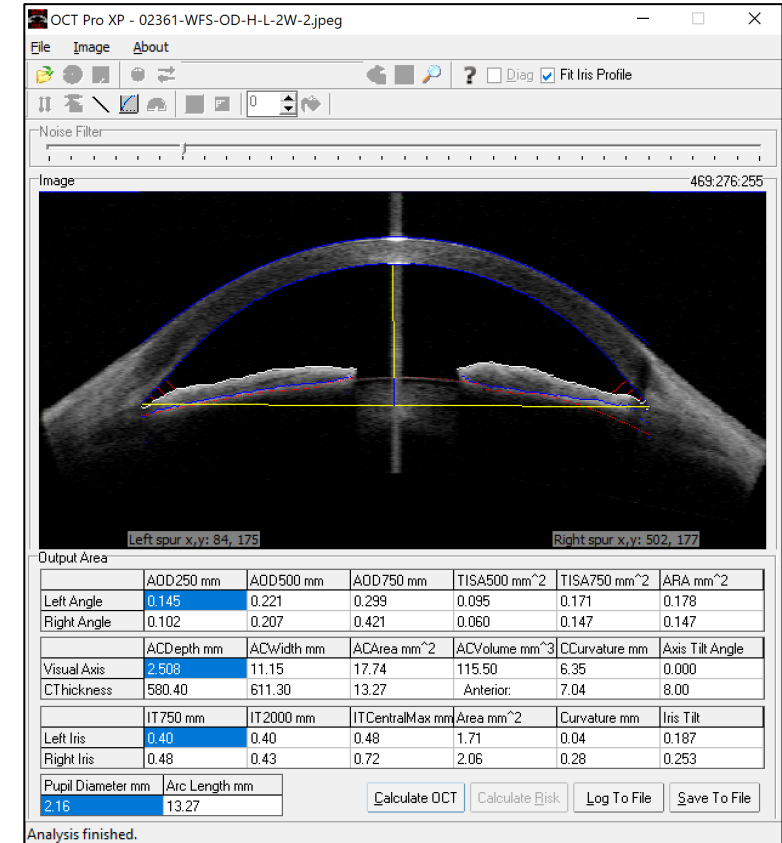 OCT Pro XP - 02361-WFS-OD-H-L-2W-2.jpeg
File Image About
? Diag Fit Iris Profile
0
Noise Filter
Image 469:276:255
Left spur x,y: 84, 175 Right spur x,y: 502, 177
Output Area
AOD250 mm AOD500 mm AOD750 mm TISA500 mm^2 TISA750 mm^2 ARA mm^2
Left Angle 0.145 0.221 0.299 0.095 0.171 0.178
Right Angle 0.102 0.207 0.421 0.060 0.147 0.147
ACDepth mm ACWidth mm ACArea mm^2 ACVolume mm^3 CCurvature mm Axis Tilt Angle
Visual Axis 2.508 11.15 17.74 115.50 6.35 0.000
CThickness 580.40 611.30 13.27 Anterior: 7.04 8.00
IT750 mm IT2000 mm ITCentralMax mm Area mm^2 Curvature mm Iris Tilt
Left Iris 0.40 0.40 0.48 1.71 0.04 0.187
Right Iris 0.48 0.43 0.72 2.06 0.28 0.253
Pupil Diameter mm Arc Length mm
2.16 13.27
Calculate OCT Calculate Risk Log To File Save To File
Analysis finished.